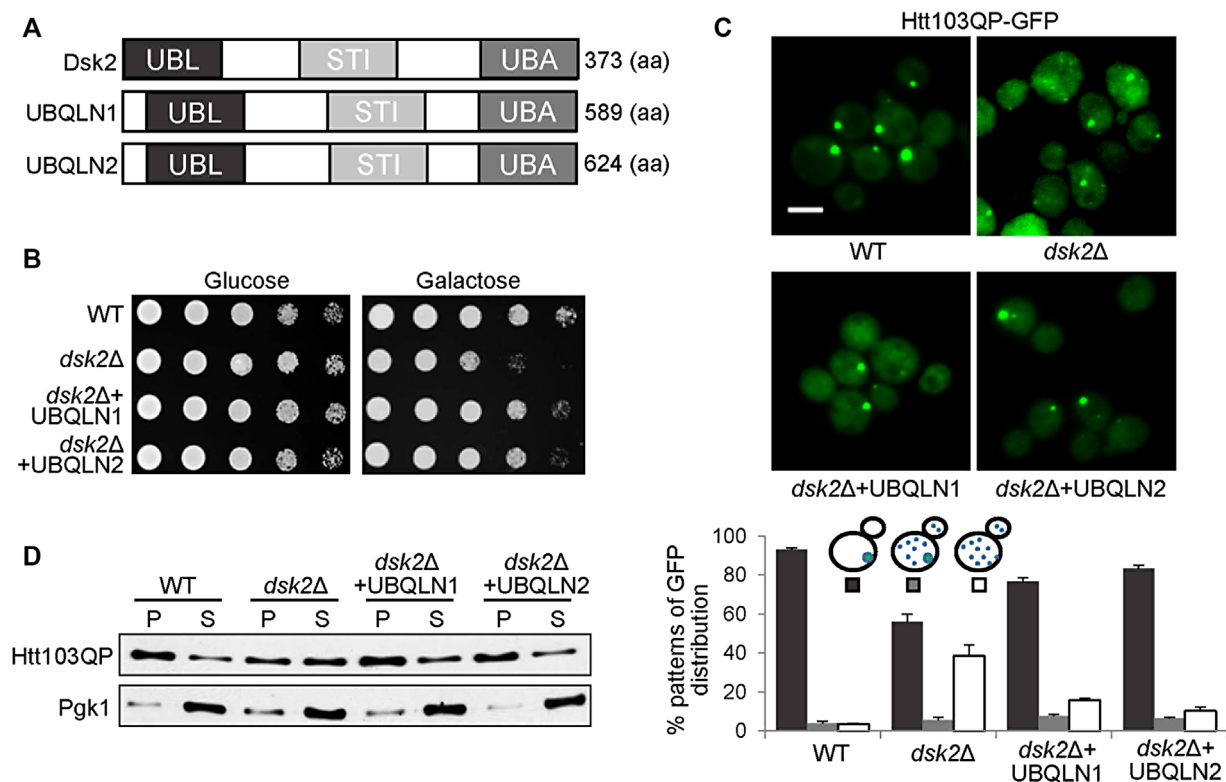 A
Dsk2 UBL STI UBA 373 (aa)
UBQLN1 UBL STI UBA 589 (aa)
UBQLN2 UBL STI UBA 624 (aa)
B
Glucose Galactose
WT
dsk2Δ
dsk2Δ+
UBQLN1
dsk2Δ
+UBQLN2
C
Htt103QP-GFP
WT dsk2Δ
dsk2Δ+UBQLN1 dsk2Δ+UBQLN2
% patterns of GFP
distribution
100
80
60
40
20
0
WT dsk2Δ dsk2Δ+ dsk2Δ+
UBQLN1 UBQLN2
D
WT dsk2Δ dsk2Δ dsk2Δ
+UBQLN1 +UBQLN2
P S P S P S P S
Htt103QP
Pgk1